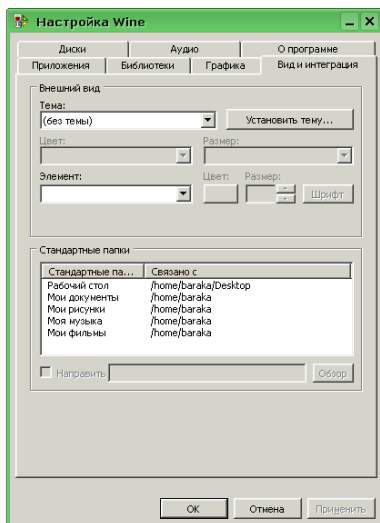 Настройка Wine
Диски Аудио О программе
Приложения Библиотеки Графика Вид и интеграция
Внешний вид
Тема:
(без темы) Установить тему...
Цвет: Размер:
Элемент: Цвет: Размер:
Шрифт
Стандартные папки
Стандартные па... Связано с
Рабочий стол /home/baraka/Desktop
Мои документы /home/baraka
Мои рисунки /home/baraka
Моя музыка /home/baraka
Мои фильмы /home/baraka
Направить Обзор
OK Отмена Применить